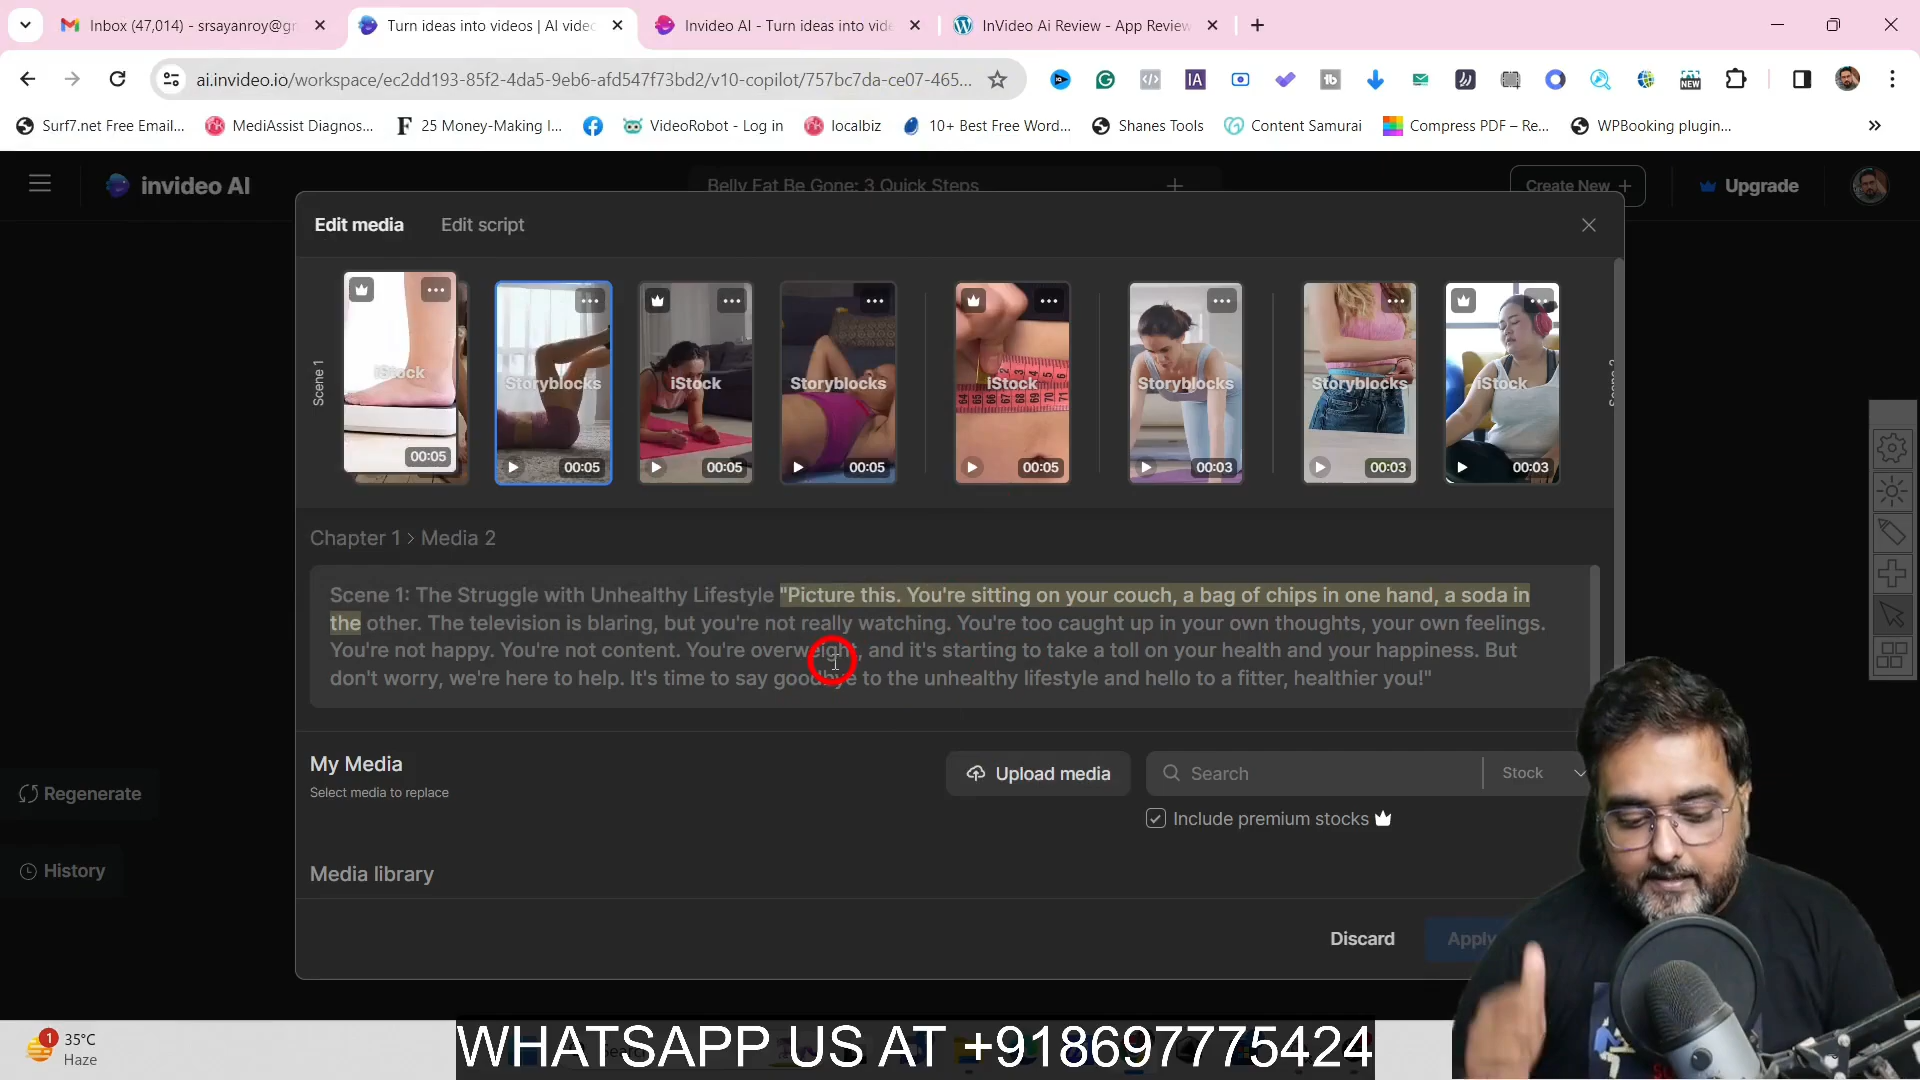 Inbox (47,014) - srsayanroy@g
Turn ideas into videos | AI videc
Invideo AI - Turn ideas into vide
InVideo Ai Review - App Review
ai.invideo.io/workspace/ec2dd193-85f2-4da5-9eb6-afd547f73bd2/v10-copilot/757bc7da-ce07-465...
IA
NEW
Surf7.net Free Email...
MediAssist Diagnos...
25 Money-Making I...
VideoRobot - Log in
localbiz
10+ Best Free Word...
Shanes Tools
Content Samurai
Compress PDF – Re...
WPBooking plugin...
invideo AI
Belly Fat Be Gone: 3 Quick Steps
Create New +
Upgrade
Edit media
Edit script
Scene 1
iStock
00:05
Storyblocks
00:05
iStock
00:05
Storyblocks
00:05
iStock
00:05
Storyblocks
00:03
Storyblocks
00:03
iStock
00:03
Chapter 1 > Media 2
Scene 1: The Struggle with Unhealthy Lifestyle "Picture this. You're sitting on your couch, a bag of chips in one hand, a soda in
the other. The television is blaring, but you're not really watching. You're too caught up in your own thoughts, your own feelings.
You're not happy. You're not content. You're overweight, and it's starting to take a toll on your health and your happiness. But
don't worry, we're here to help. It's time to say goodbye to the unhealthy lifestyle and hello to a fitter, healthier you!"
My Media
Select media to replace
Upload media
Search
Stock
Include premium stocks
Regenerate
History
Media library
Discard
Apply
1
35°C
Haze
WHATSAPP US AT +918697775424